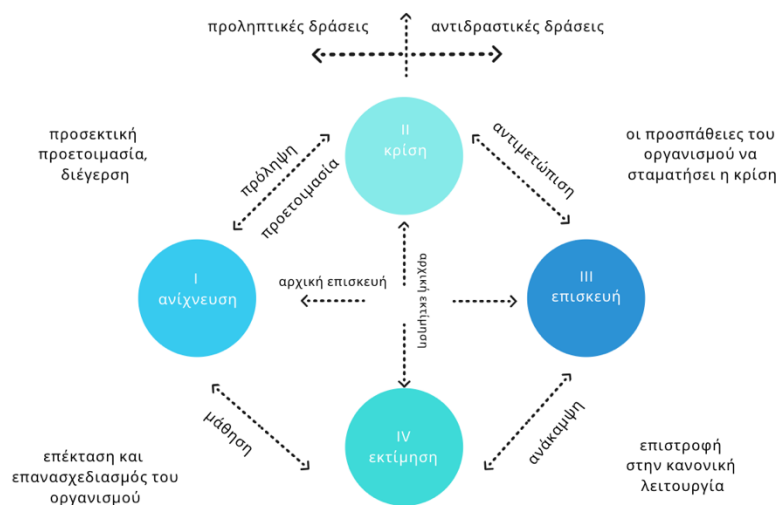 προληπτικές δράσεις
αντιδραστικές δράσεις
προσεκτική
προετοιμασία,
διέγερση
πρόληψη
προετοιμασία
II
κρίση
αντιμετώπιση
οι προσπάθειες του
οργανισμού να
σταματήσει η κρίση
I
ανίχνευση
αρχική επισκευή
αρχική εκτίμηση
III
επισκευή
μάθηση
IV
εκτίμηση
ανάκαμψη
επέκταση και
επανασχεδιασμός του
οργανισμού
επιστροφή
στην κανονική
λειτουργία